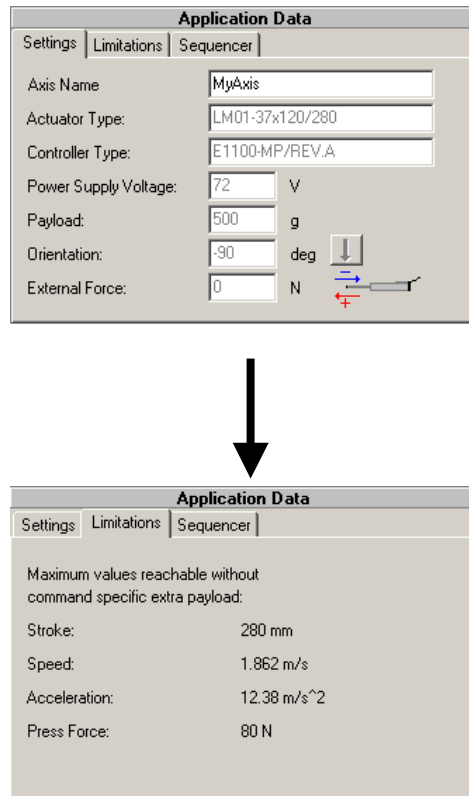 Application Data
Settings Limitations Sequencer
Axis Name MyAxis
Actuator Type: LM01-37x120/280
Controller Type: E1100-MP/REV.A
Power Supply Voltage: 72 V
Payload: 500 g
Orientation: -90 deg
External Force: 0 N
Application Data
Settings Limitations Sequencer
Maximum values reachable without
command specific extra payload:
Stroke: 280 mm
Speed: 1.862 m/s
Acceleration: 12.38 m/s^2
Press Force: 80 N